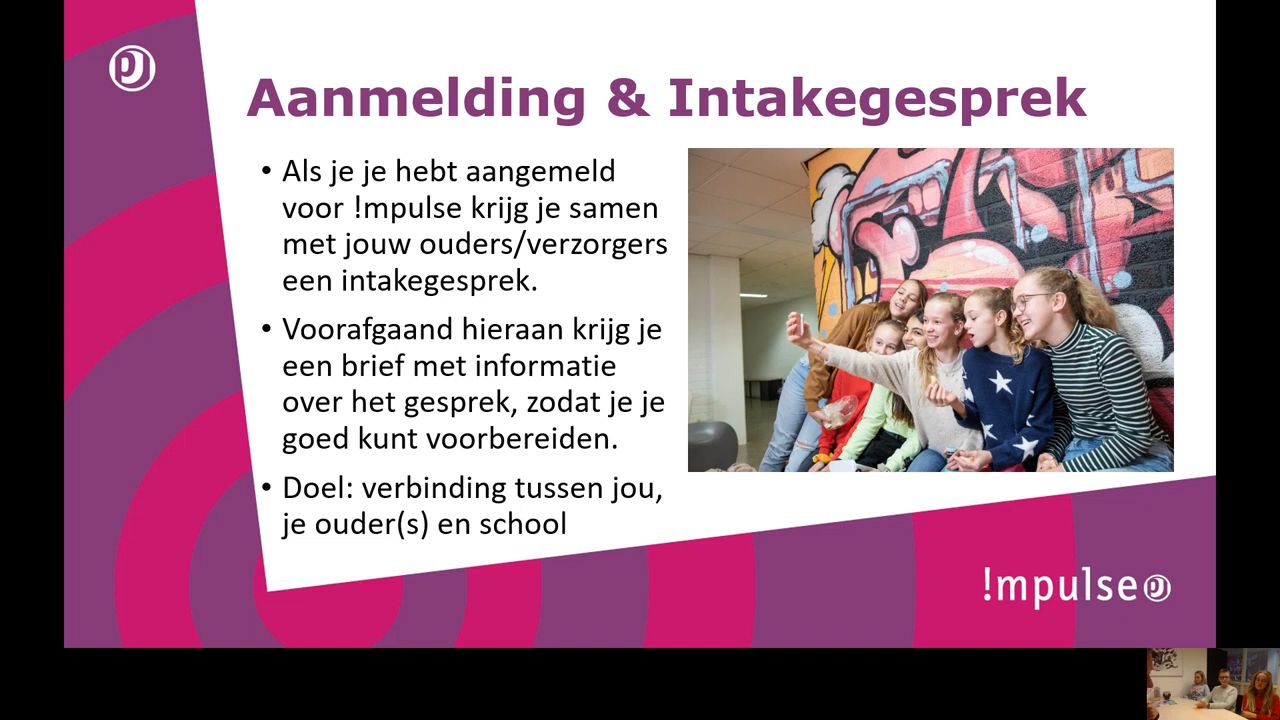 Aanmelding & Intakegesprek
• Als je je hebt aangemeld
voor !mpulse krijg je samen
met jouw ouders/verzorgers
een intakegesprek.
• Voorafgaand hieraan krijg je
een brief met informatie
over het gesprek, zodat je je
goed kunt voorbereiden.
• Doel: verbinding tussen jou,
je ouder(s) en school
!mpulse